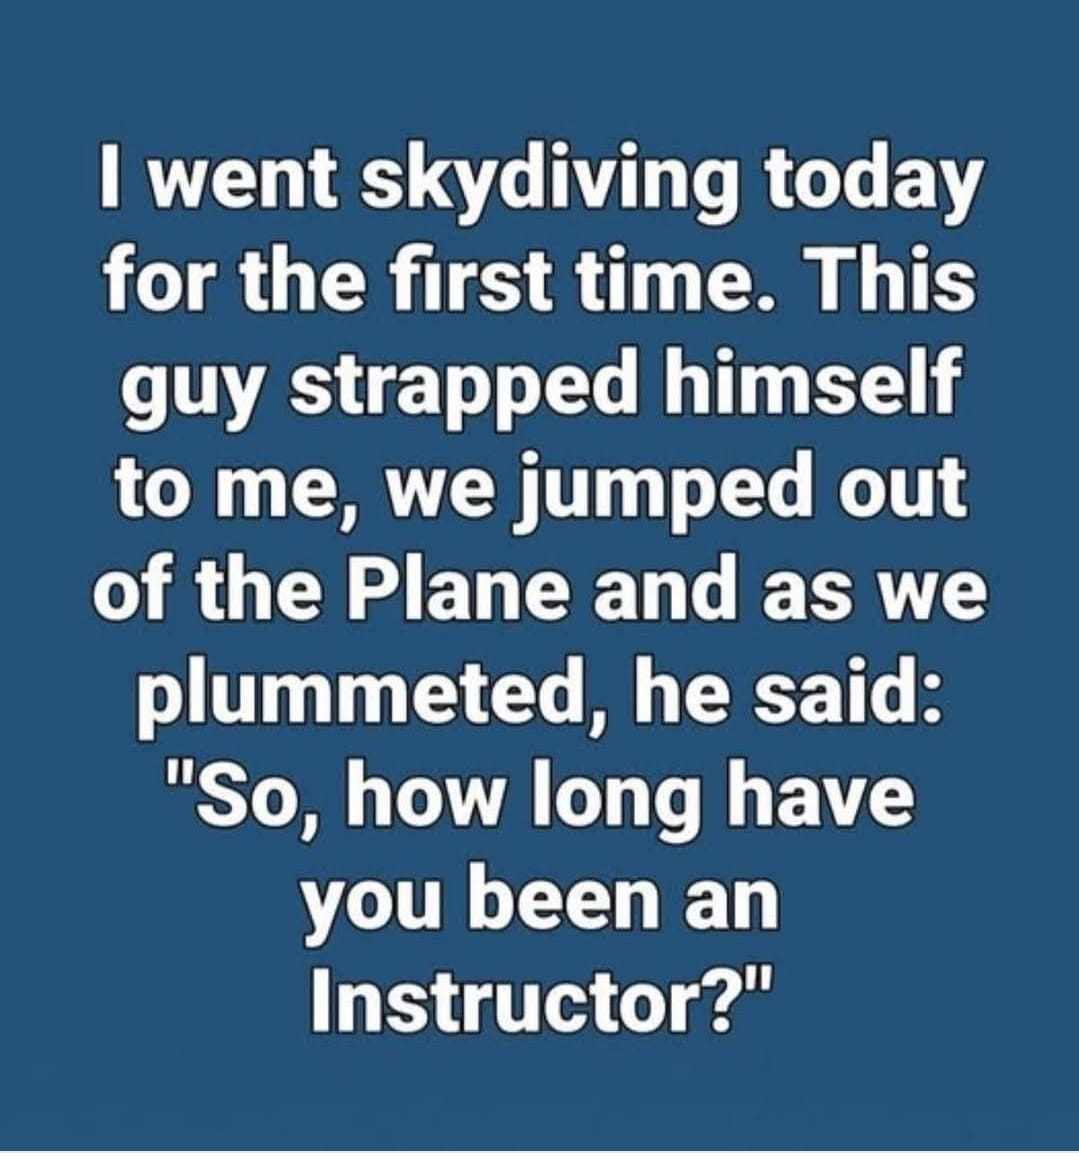 I went skydiving today
for the first time. This
guy strapped himself
to me, we jumped out
of the Plane and as we
plummeted, he said:
"So, how long have
you been an
Instructor?"